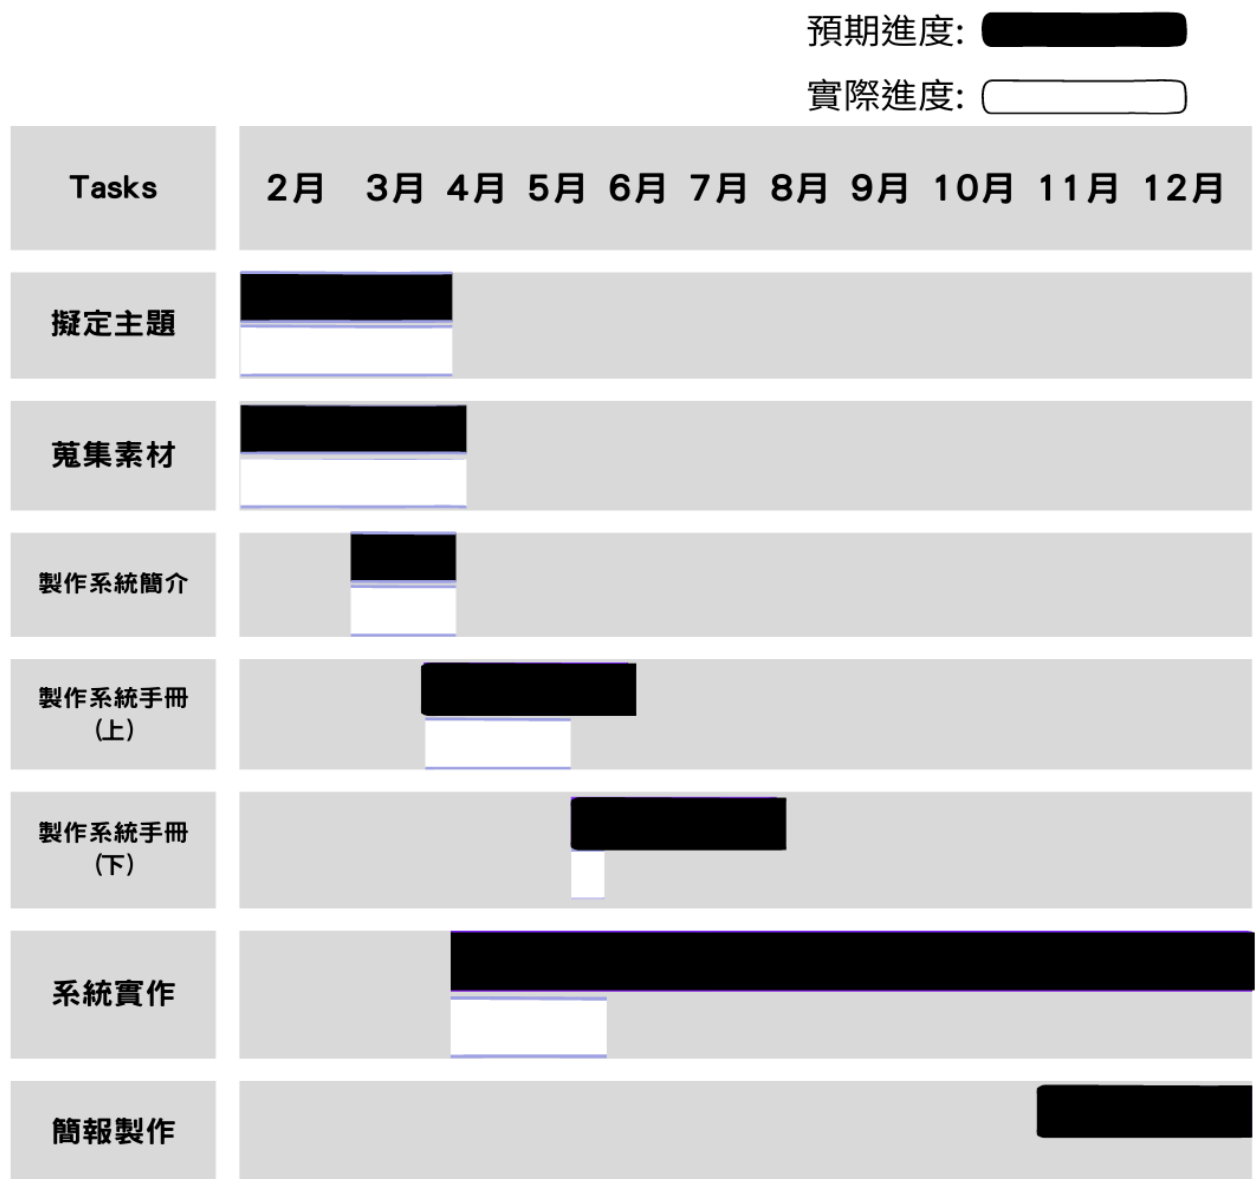 預期進度:
實際進度:
Tasks 2月 3月 4月 5月 6月 7月 8月 9月 10月 11月 12月
擬定主題
蒐集素材
製作系統簡介
製作系統手冊
(上)
製作系統手冊
(下)
系統實作
簡報製作